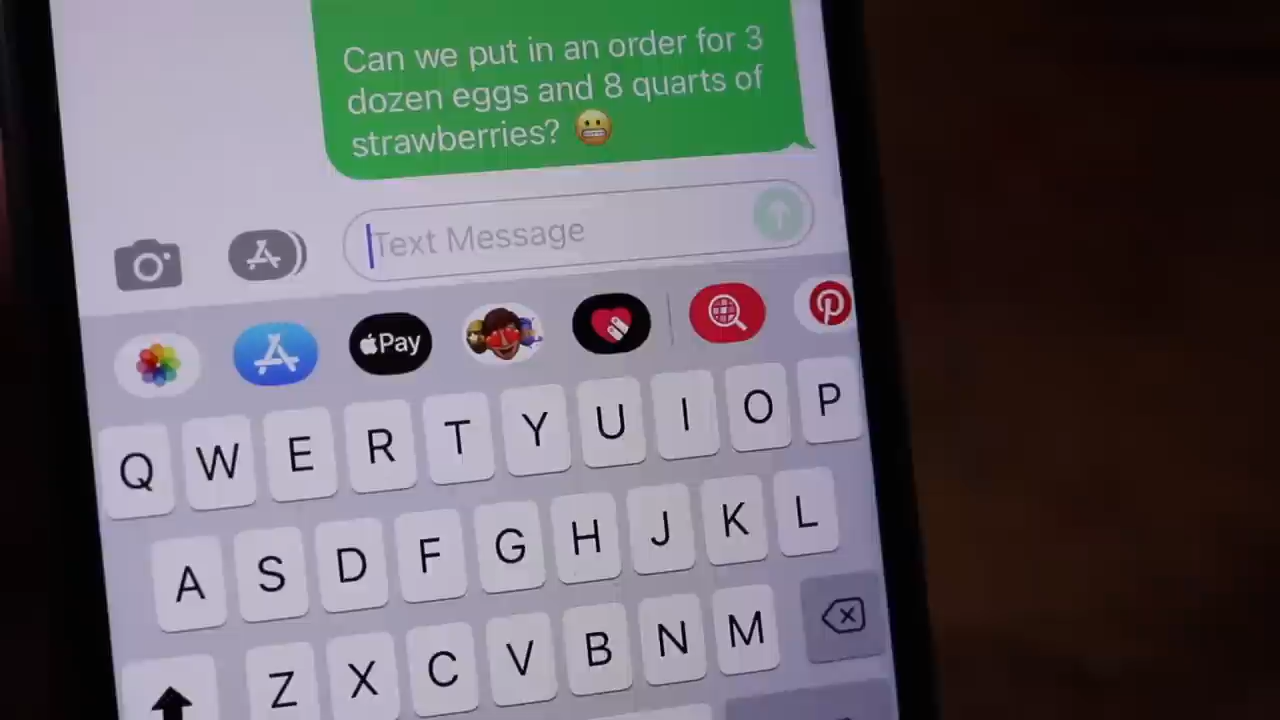 Can we put in an order for 3
dozen eggs and 8 quarts of
strawberries? 😬
Text Message
Pay
Q W E R T Y U I O P
A S D F G H J K L
Z X C V B N M